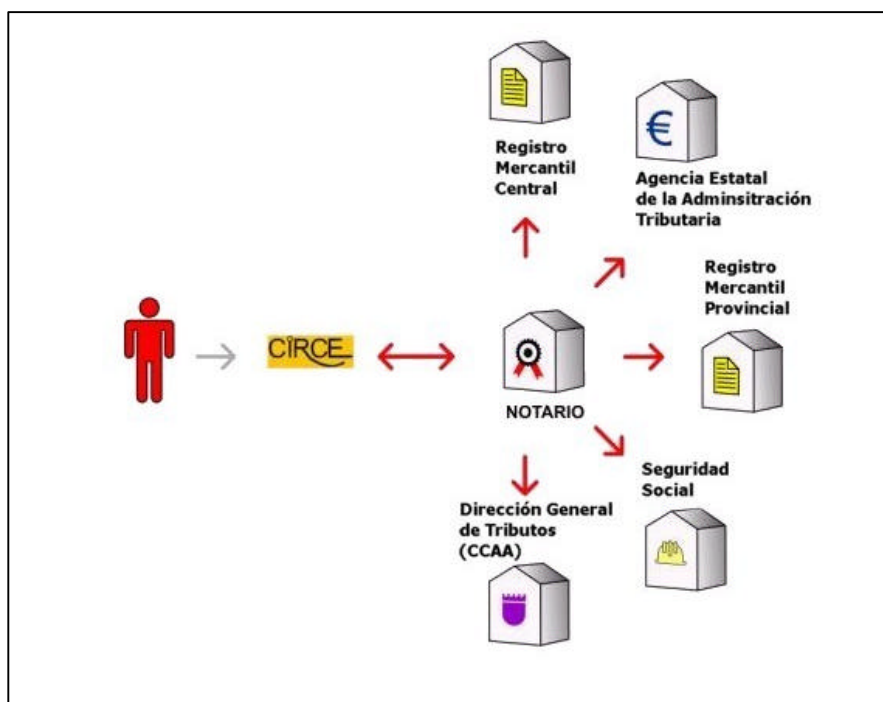 Registro
Mercantil
Central
Agencia Estatal
de la Adminsitración
Tributaria
Registro
Mercantil
Provincial
CIRCE
NOTARIO
Seguridad
Social
Dirección General
de Tributos
(CCAA)